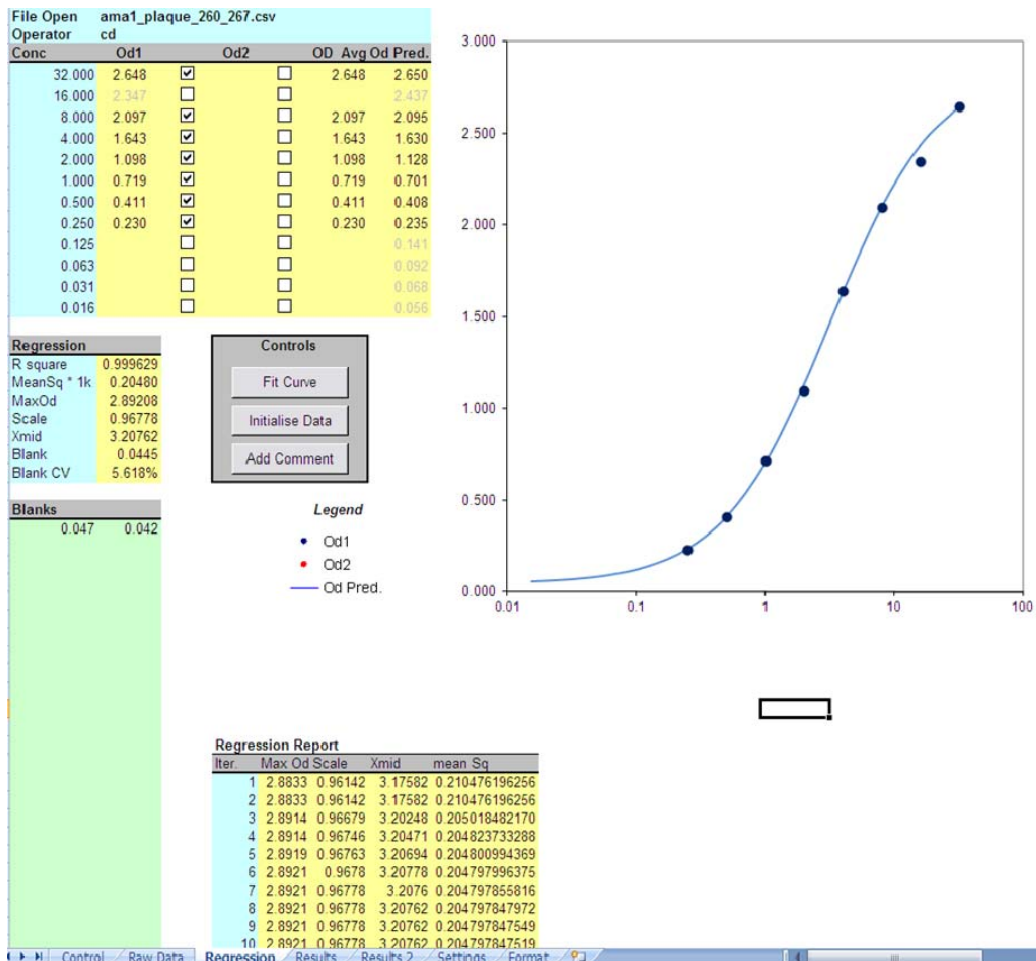 File Open ama1_plaque_260_267.csv
Operator cd
Conc Od1 Od2 OD_Avg Od Pred.
32.000 2.648 2.648 2.650
16.000 2.347 2.437
8.000 2.097 2.097 2.095
4.000 1.643 1.643 1.630
2.000 1.098 1.098 1.128
1.000 0.719 0.719 0.701
0.500 0.411 0.411 0.408
0.250 0.230 0.230 0.235
0.125 0.141
0.063 0.092
0.031 0.068
0.016 0.056
Regression
R square 0.999629
MeanSq * 1k 0.20480
MaxOd 2.89208
Scale 0.96778
Xmid 3.20762
Blank 0.0445
Blank CV 5.618%
Controls
Fit Curve
Initialise Data
Add Comment
Blanks
0.047 0.042
Legend
Od1
Od2
Od Pred.
3.000
2.500
2.000
1.500
1.000
0.500
0.000
0.01 0.1 1 10 100
Regression Report
Iter. Max Od Scale Xmid mean Sq
1 2.8833 0.96142 3.17582 0.210476196256
2 2.8833 0.96142 3.17582 0.210476196256
3 2.8914 0.96679 3.20248 0.205018482170
4 2.8914 0.96746 3.20471 0.204823733288
5 2.8919 0.96763 3.20694 0.204800994369
6 2.8921 0.9678 3.20778 0.204797996375
7 2.8921 0.96778 3.2076 0.204797855816
8 2.8921 0.96778 3.20762 0.204797847972
9 2.8921 0.96778 3.20762 0.204797847549
10 2.8921 0.96778 3.20762 0.204797847519
Control Raw Data Regression Results Results 2 Settings Format